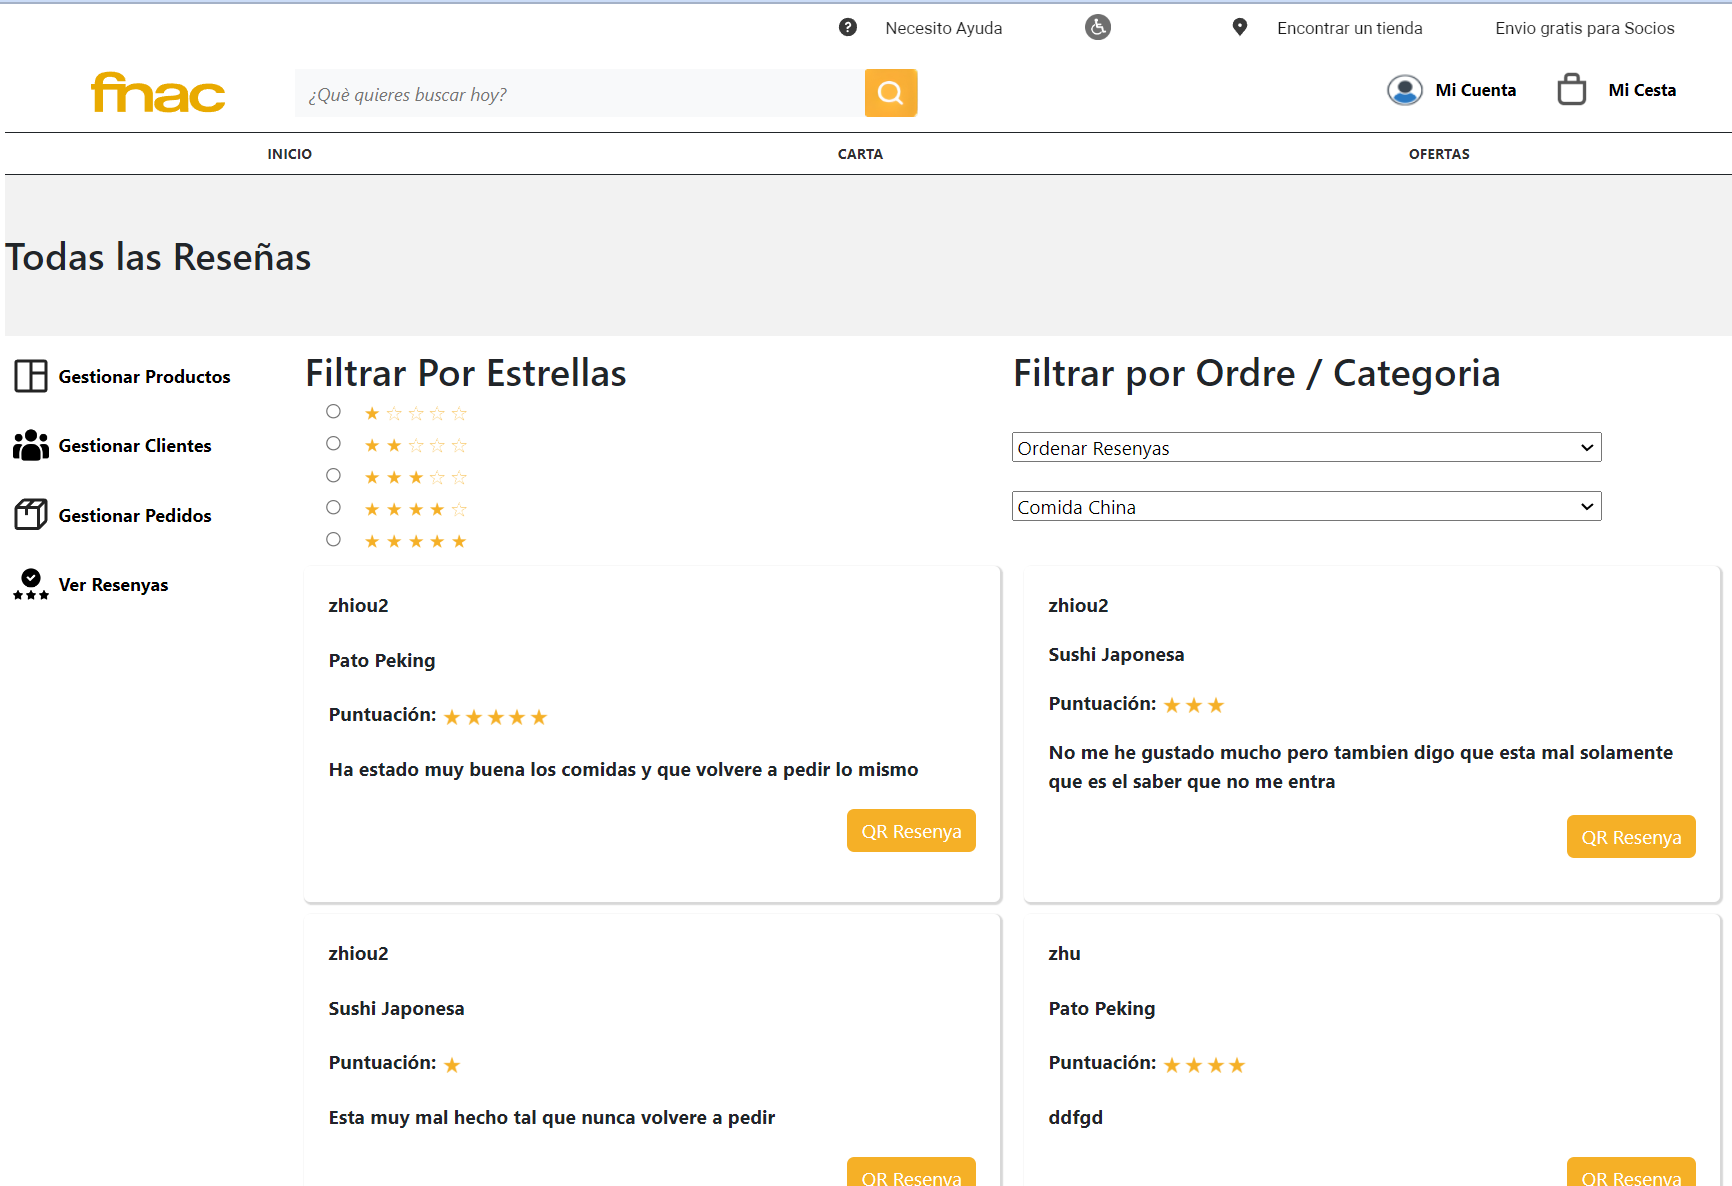 Necesito Ayuda
Encontrar un tienda
Envio gratis para Socios
fnac
¿Què quieres buscar hoy?
Mi Cuenta
Mi Cesta
INICIO
CARTA
OFERTAS
Todas las Reseñas
Gestionar Productos
Gestionar Clientes
Gestionar Pedidos
Ver Resenyas
Filtrar Por Estrellas
Filtrar por Ordre / Categoria
Ordenar Resenyas
Comida China
zhiou2
Pato Peking
Puntuación:
Ha estado muy buena los comidas y que volvere a pedir lo mismo
QR Resenya
zhiou2
Sushi Japonesa
Puntuación:
No me he gustado mucho pero tambien digo que esta mal solamente
que es el saber que no me entra
QR Resenya
zhiou2
Sushi Japonesa
Puntuación:
Esta muy mal hecho tal que nunca volvere a pedir
QR Resenya
zhu
Pato Peking
Puntuación:
ddfgd
QR Resenya